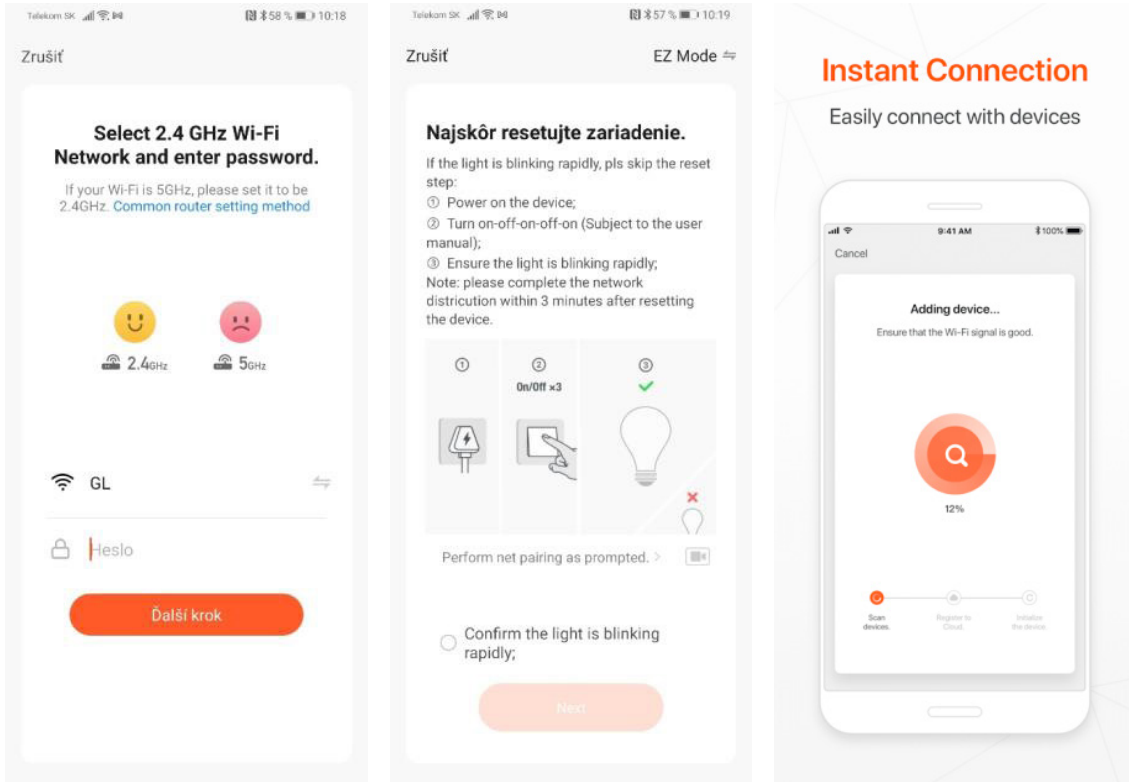 Telekom SK 58 % 10:18
Zrušiť
Select 2.4 GHz Wi-Fi
Network and enter password.
If your Wi-Fi is 5GHz, please set it to be
2.4GHz. Common router setting method
2.4GHz 5GHz
GL
Heslo
Ďalší krok
Telekom SK 57 % 10:19
Zrušiť EZ Mode
Najskôr resetujte zariadenie.
If the light is blinking rapidly, pls skip the reset
step:
① Power on the device;
② Turn on-off-on-off-on (Subject to the user
manual);
③ Ensure the light is blinking rapidly;
Note: please complete the network
districution within 3 minutes after resetting
the device.
① ② ③
On/Off ×3
Perform net pairing as prompted. >
Confirm the light is blinking
rapidly;
Next
Instant Connection
Easily connect with devices
9:41 AM 100%
Cancel
Adding device...
Ensure that the Wi-Fi signal is good.
12%
Scan Register to Initialize
devices. Cloud. the device.